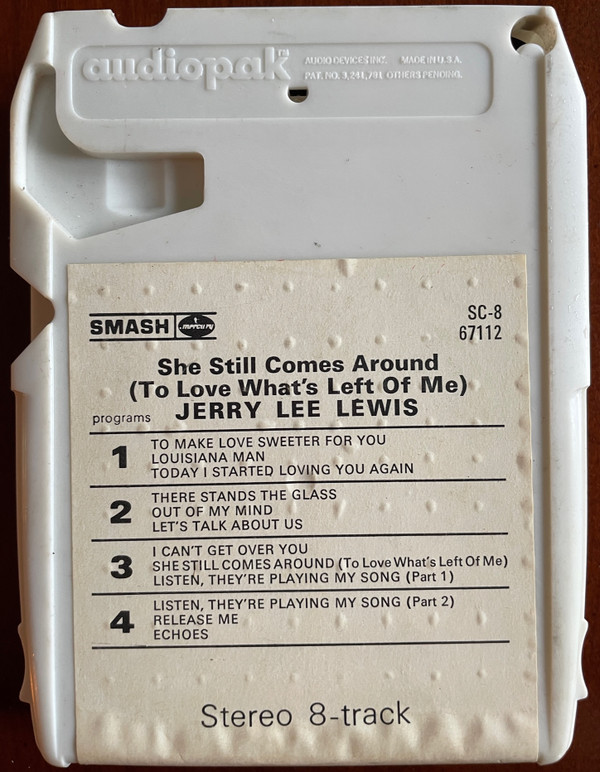 audiopak™ AUDIO DEVICES INC. MADE IN U.S.A.
PAT. NO. 3,241,791 OTHERS PENDING.
SMASH mercury SC-8
67112
She Still Comes Around
(To Love What's Left Of Me)
programs JERRY LEE LEWIS
1 TO MAKE LOVE SWEETER FOR YOU
LOUISIANA MAN
TODAY I STARTED LOVING YOU AGAIN
2 THERE STANDS THE GLASS
OUT OF MY MIND
LET'S TALK ABOUT US
3 I CAN'T GET OVER YOU
SHE STILL COMES AROUND (To Love What's Left Of Me)
LISTEN, THEY'RE PLAYING MY SONG (Part 1)
4 LISTEN, THEY'RE PLAYING MY SONG (Part 2)
RELEASE ME
ECHOES
Stereo 8-track